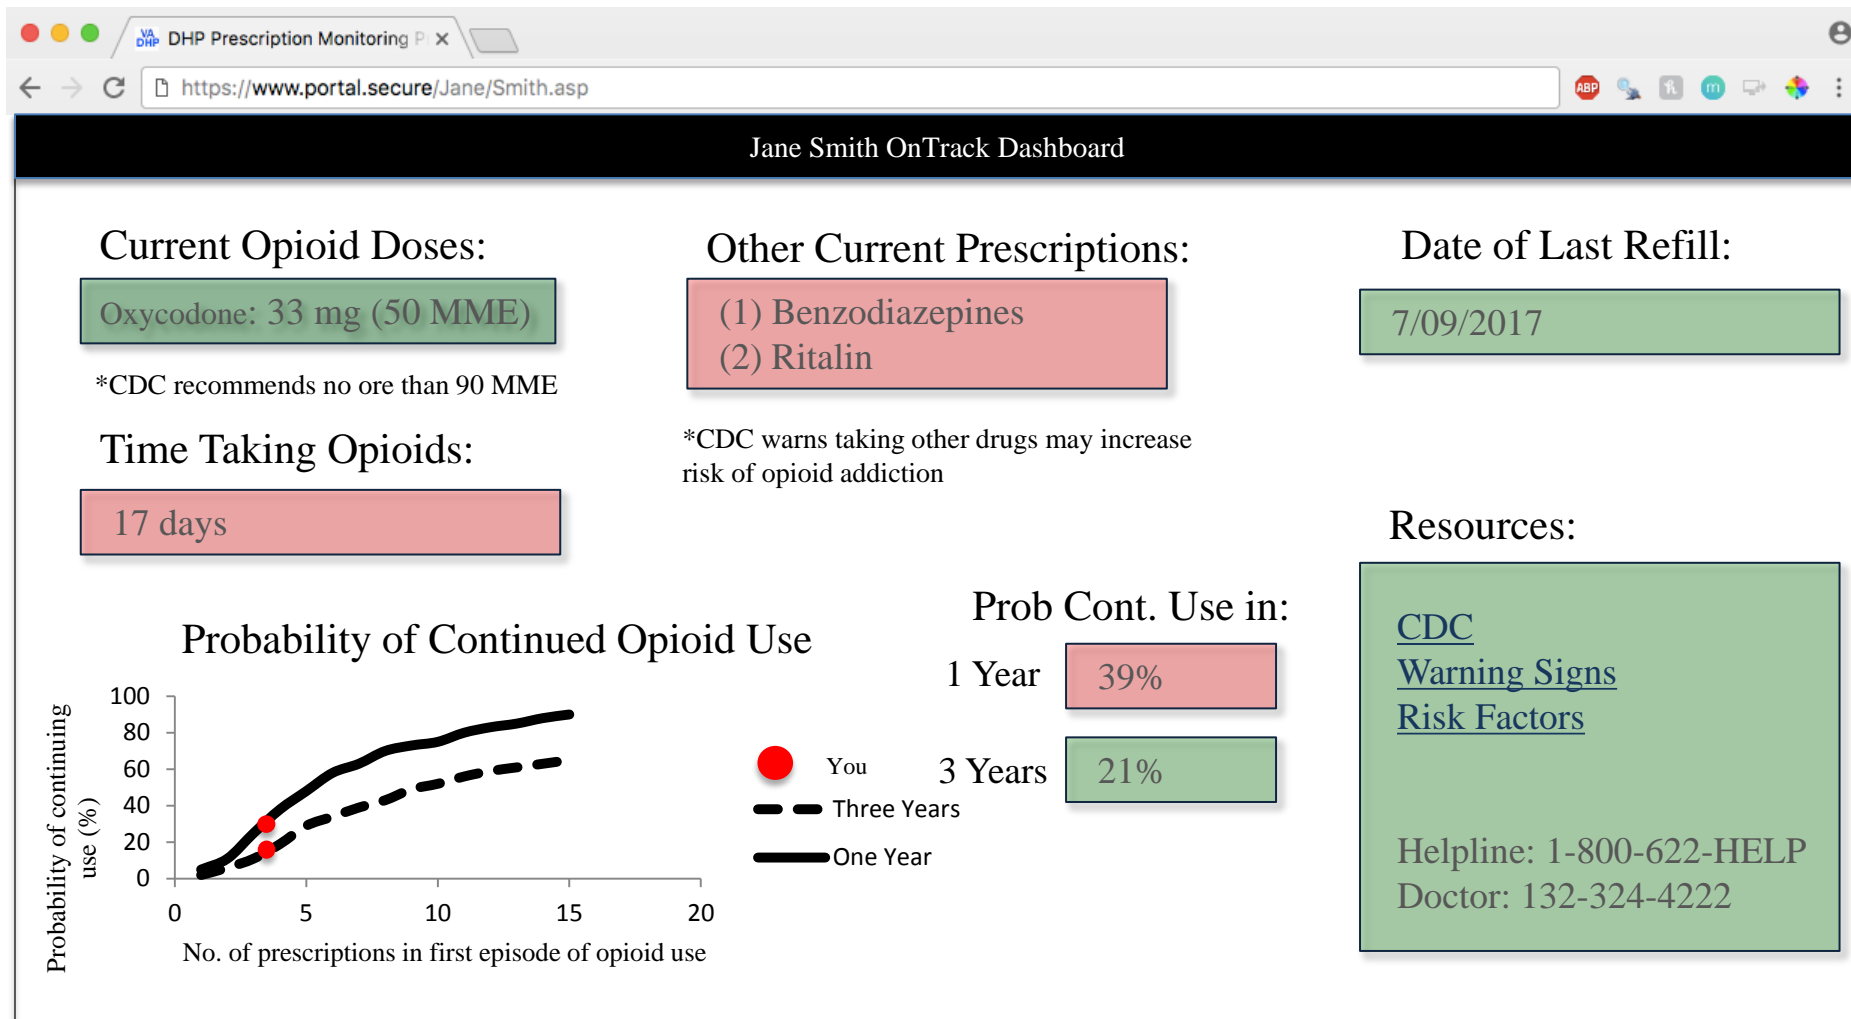 VA
DHP
DHP Prescription Monitoring P
https://www.portal.secure/Jane/Smith.asp
ABP
m
Jane Smith OnTrack Dashboard
Current Opioid Doses:
Oxycodone: 33 mg (50 MME)
*CDC recommends no ore than 90 MME
Time Taking Opioids:
17 days
Other Current Prescriptions:
(1) Benzodiazepines
(2) Ritalin
*CDC warns taking other drugs may increase
risk of opioid addiction
Date of Last Refill:
7/09/2017
Probability of Continued Opioid Use
Probability of continuing
use (%)
100
80
60
40
20
0
0 5 10 15 20
No. of prescriptions in first episode of opioid use
You
Three Years
One Year
Prob Cont. Use in:
1 Year 39%
3 Years 21%
Resources:
CDC
Warning Signs
Risk Factors
Helpline: 1-800-622-HELP
Doctor: 132-324-4222